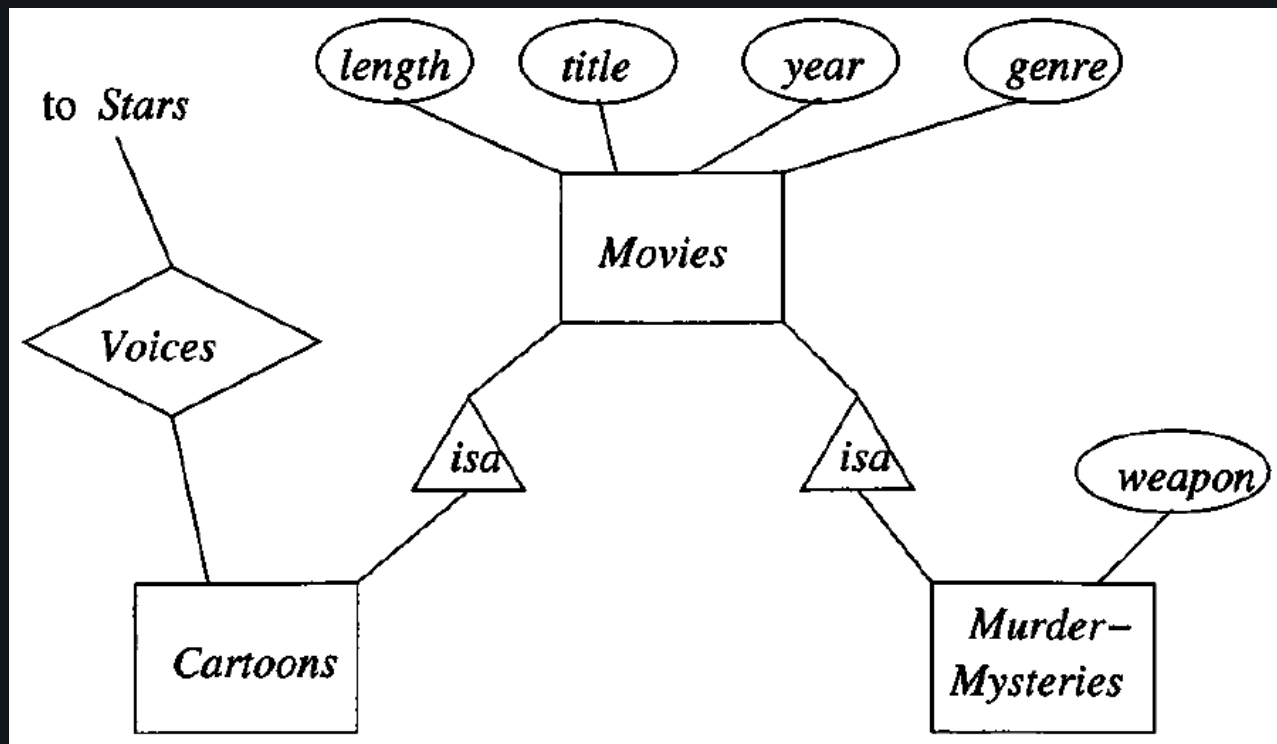 length
title
year
genre
to Stars
Movies
Voices
isa
isa
weapon
Cartoons
Murder–
Mysteries